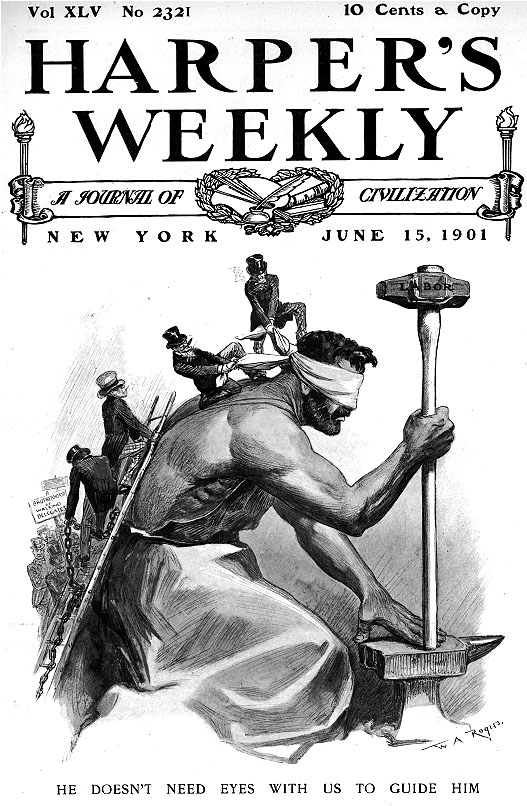 Vol XLV No 2321 10 Cents a Copy
HARPER'S
WEEKLY
A JOURNAL OF CIVILIZATION
NEW YORK JUNE 15, 1901
LABOR
BROTHERHOOD
OF
WALKING
DELEGATES
W A Rogers.
HE DOESN'T NEED EYES WITH US TO GUIDE HIM